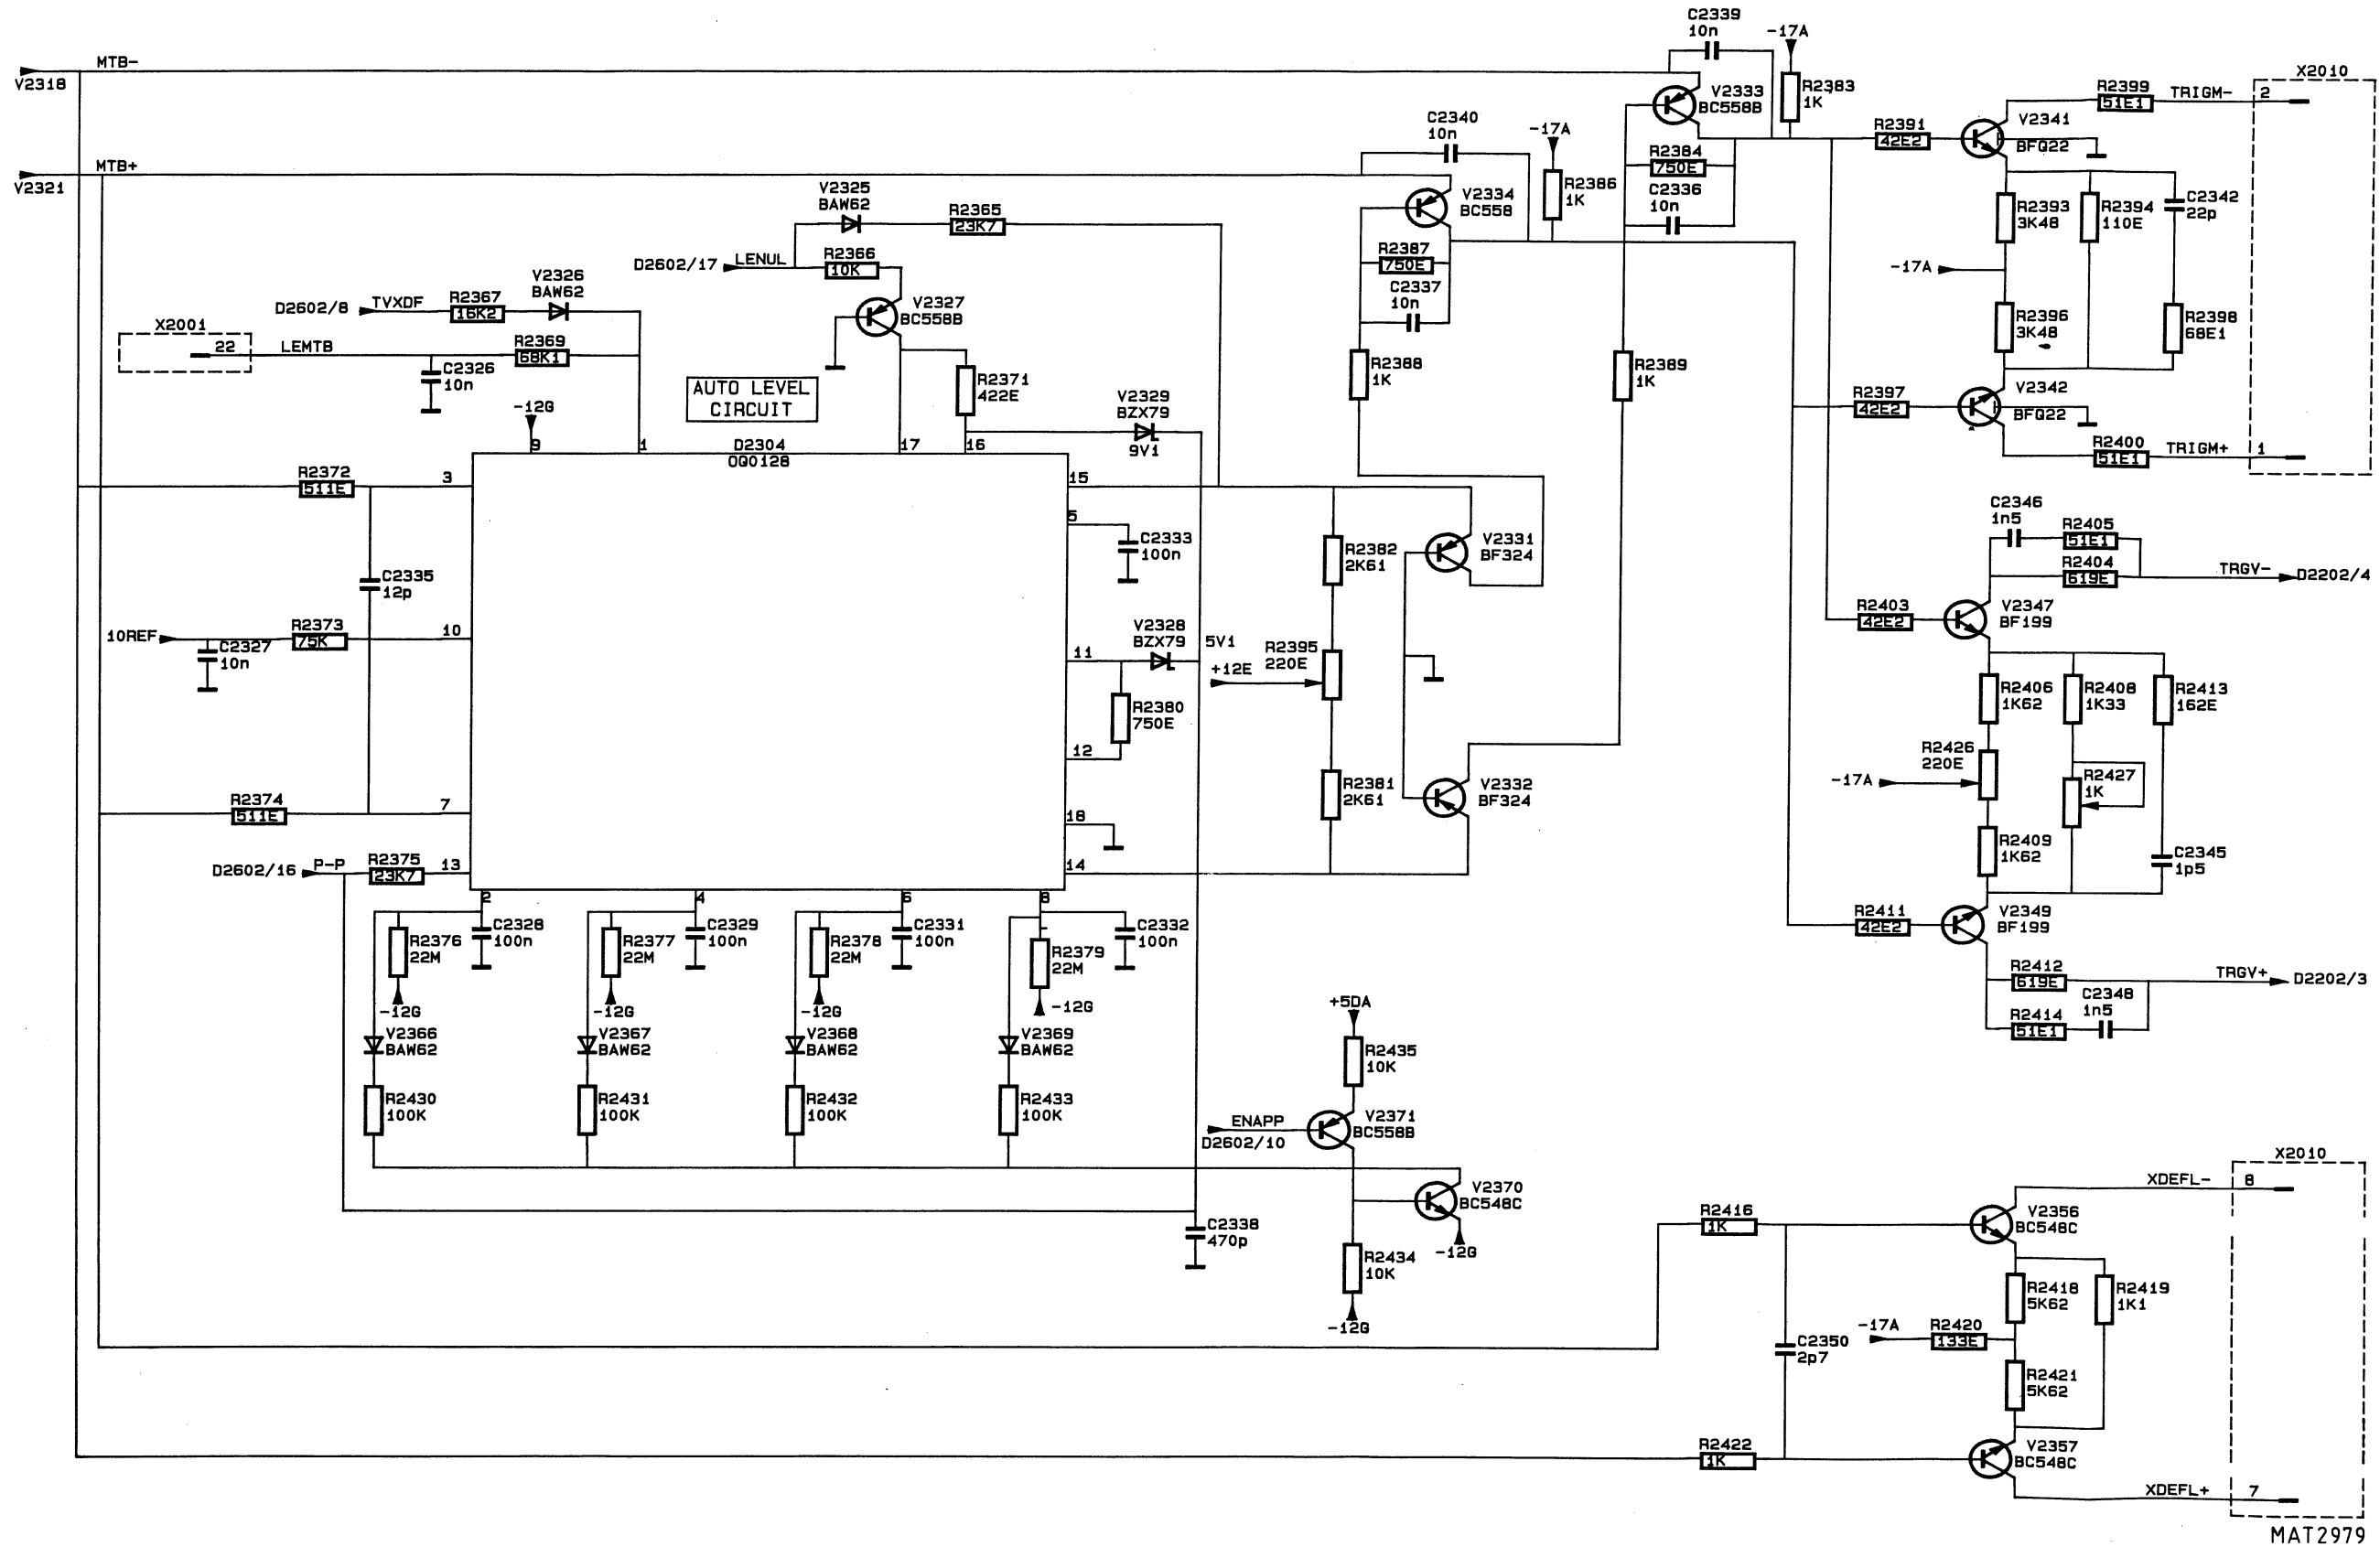 C2339
10n
-17A
MTB-
V2318
R2383
1K
V2333
BC558B
X2010
R2399
51E1
TRIGM-
2
C2340
10n
-17A
R2391
42E2
V2341
BFQ22
R2384
750E
C2336
10n
MTB+
V2321
V2325
BAW62
R2365
23K7
V2334
BC558
R2386
1K
R2393
3K48
R2394
110E
C2342
22p
D2602/17
LENUL
R2366
10K
R2387
750E
C2337
10n
-17A
V2326
BAW62
D2602/8
TVXDF
R2367
16K2
V2327
BC558B
R2396
3K48
R2398
68E1
X2001
22
LEMTB
R2369
68K1
C2326
10n
AUTO LEVEL
CIRCUIT
R2371
422E
R2388
1K
R2389
1K
V2329
BZX79
9V1
R2397
42E2
V2342
BFQ22
-12G
9
1
D2304
OQ0128
17
16
R2400
51E1
TRIGM+
1
R2372
511E
3
15
5
C2333
100n
R2382
2K61
V2331
BF324
C2346
1n5
R2405
51E1
R2404
619E
TRGV-
D2202/4
C2335
12p
R2403
42E2
V2347
BF199
10REF
R2373
75K
10
C2327
10n
V2328
BZX79
5V1
11
+12E
R2395
220E
R2380
750E
12
R2406
1K62
R2408
1K33
R2413
162E
R2426
220E
-17A
R2427
1K
R2374
511E
7
R2381
2K61
V2332
BF324
18
R2409
1K62
C2345
1p5
D2602/16
P-P
R2375
23K7
13
14
2
4
6
8
R2376
22M
C2328
100n
R2377
22M
C2329
100n
R2378
22M
C2331
100n
R2379
22M
C2332
100n
R2411
42E2
V2349
BF199
-12G
-12G
-12G
-12G
R2412
619E
TRGV+
D2202/3
R2414
51E1
C2348
1n5
V2366
BAW62
V2367
BAW62
V2368
BAW62
V2369
BAW62
+5DA
R2435
10K
R2430
100K
R2431
100K
R2432
100K
R2433
100K
ENAPP
D2602/10
V2371
BC558B
X2010
XDEFL-
8
V2370
BC548C
-12G
R2416
1K
V2356
BC548C
C2338
470p
R2434
10K
-12G
R2418
5K62
R2419
1K1
-17A
R2420
133E
C2350
2p7
R2421
5K62
R2422
1K
V2357
BC548C
XDEFL+
7
MAT2979